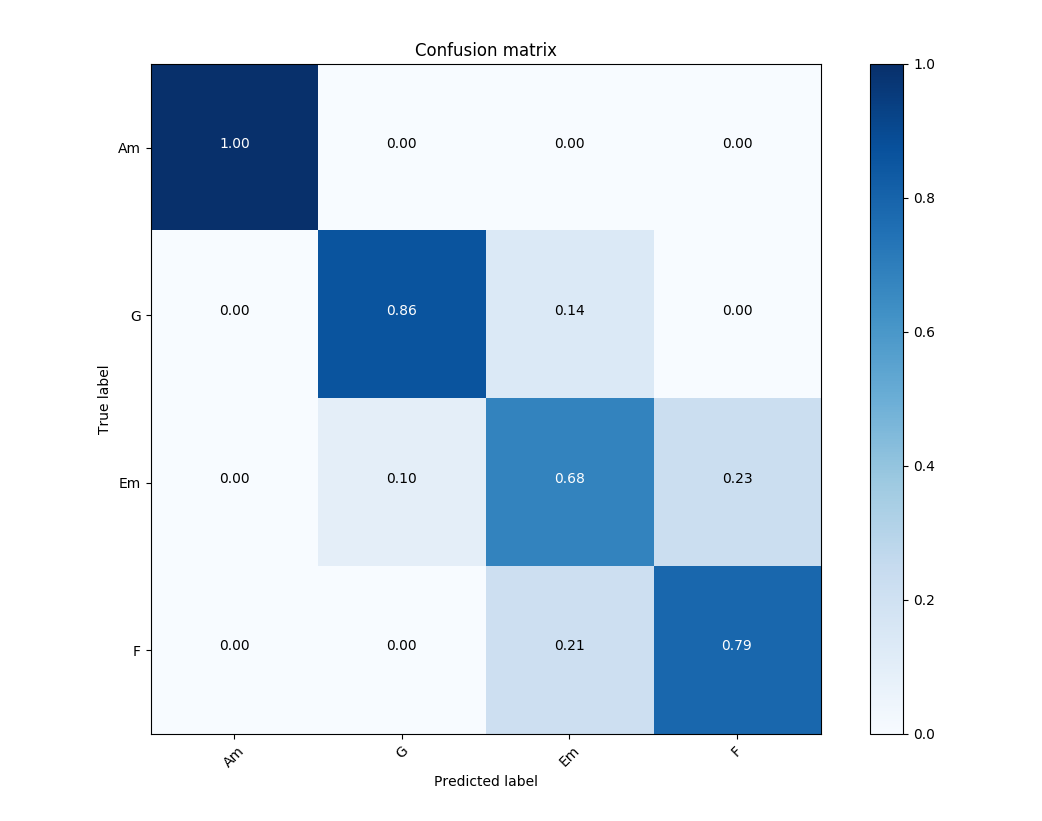 Confusion matrix
Am 1.00 0.00 0.00 0.00
G 0.00 0.86 0.14 0.00
Em 0.00 0.10 0.68 0.23
F 0.00 0.00 0.21 0.79
Am G Em F
True label
Predicted label
1.0
0.8
0.6
0.4
0.2
0.0